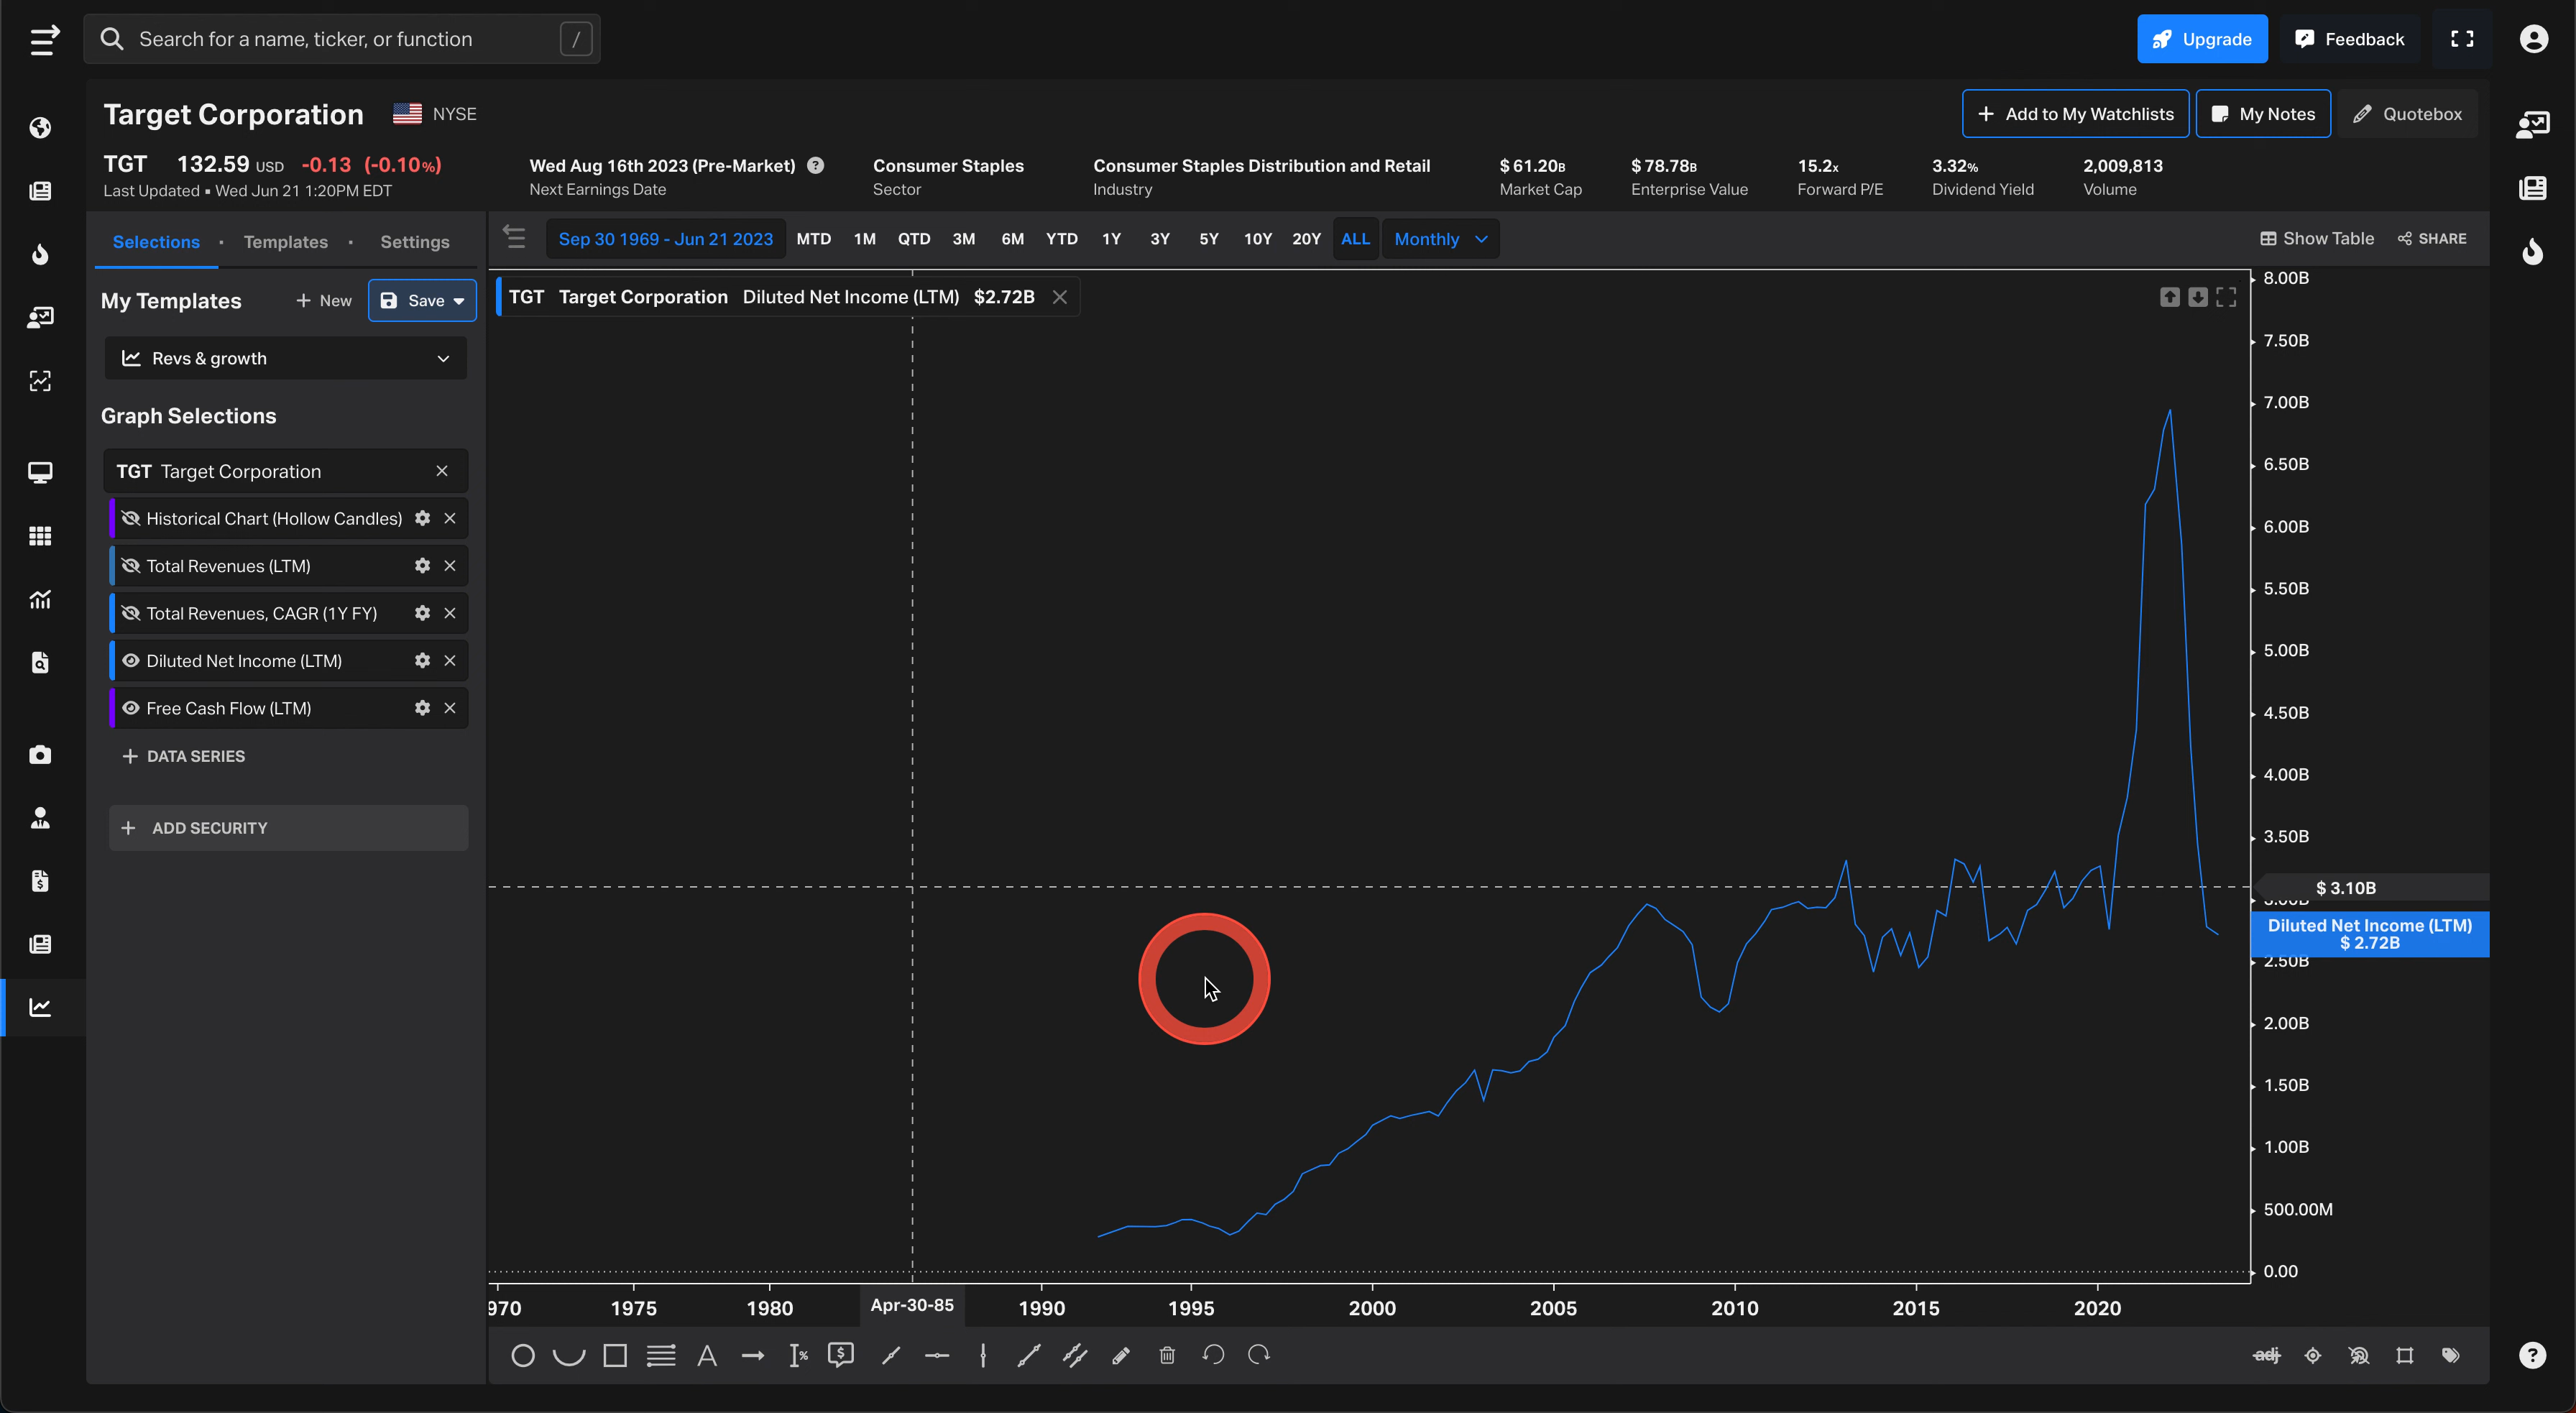 Search for a name, ticker, or function /
Upgrade
Feedback
Target Corporation NYSE
Add to My Watchlists
My Notes
Quotebox
TGT 132.59 USD -0.13 (-0.10%)
Last Updated ▪ Wed Jun 21 1:20PM EDT
Wed Aug 16th 2023 (Pre-Market) ?
Next Earnings Date
Consumer Staples
Sector
Consumer Staples Distribution and Retail
Industry
$ 61.20B
Market Cap
$ 78.78B
Enterprise Value
15.2x
Forward P/E
3.32%
Dividend Yield
2,009,813
Volume
Selections · Templates · Settings
Sep 30 1969 - Jun 21 2023 MTD 1M QTD 3M 6M YTD 1Y 3Y 5Y 10Y 20Y ALL Monthly
Show Table SHARE
My Templates + New Save
Revs & growth
Graph Selections
TGT Target Corporation
Historical Chart (Hollow Candles)
Total Revenues (LTM)
Total Revenues, CAGR (1Y FY)
Diluted Net Income (LTM)
Free Cash Flow (LTM)
+ DATA SERIES
+ ADD SECURITY
TGT Target Corporation Diluted Net Income (LTM) $2.72B
8.00B
7.50B
7.00B
6.50B
6.00B
5.50B
5.00B
4.50B
4.00B
3.50B
$ 3.10B
Diluted Net Income (LTM)
$ 2.72B
2.50B
2.00B
1.50B
1.00B
500.00M
0.00
970 1975 1980 Apr-30-85 1990 1995 2000 2005 2010 2015 2020
A
adj
?